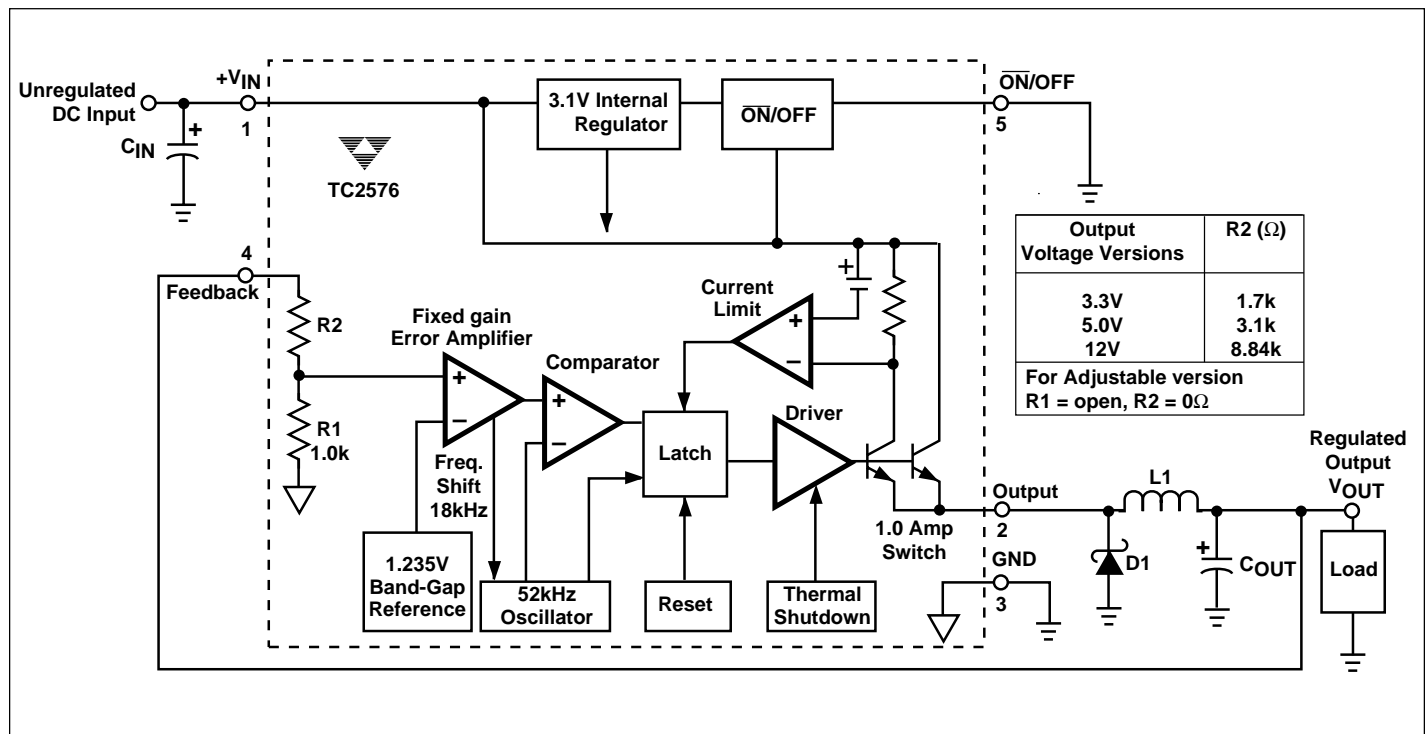 Unregulated
DC Input
+VIN
1
CIN
+
TC2576
3.1V Internal
Regulator
ON/OFF
ON/OFF
5
Output
Voltage Versions
R2 (Ω)
3.3V
1.7k
5.0V
3.1k
12V
8.84k
For Adjustable version
R1 = open, R2 = 0Ω
4
Feedback
R2
R1
1.0k
Fixed gain
Error Amplifier
+
−
Comparator
+
−
Current
Limit
+
+
−
Freq.
Shift
18kHz
Latch
Driver
1.0 Amp
Switch
1.235V
Band-Gap
Reference
52kHz
Oscillator
Reset
Thermal
Shutdown
Output
2
GND
3
D1
L1
+
COUT
Regulated
Output
VOUT
Load